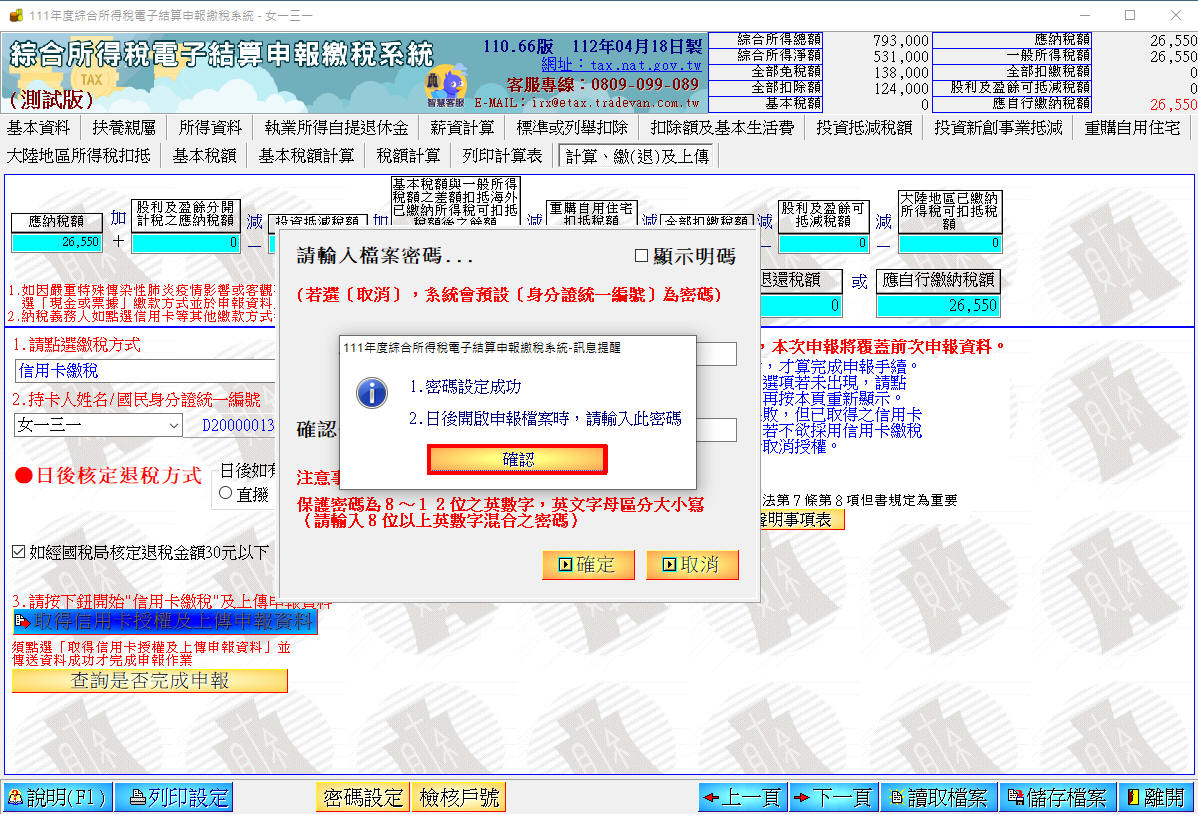 111年度綜合所得稅電子結算申報繳稅系統 - 女一三一
綜合所得稅電子結算申報繳稅系統
TAX
(測試版)
110.66版 112年04月18日製
網址：tax.nat.gov.tw
客服專線：0809-099-089
E-MAIL：irx@etax.tradevan.com.tw
智慧客服
綜合所得總額 793,000 應納稅額 26,550
綜合所得淨額 531,000 一般所得稅額 26,550
全部免稅額 138,000 全部扣繳稅額 0
全部扣除額 124,000 股利及盈餘可抵減稅額 0
基本稅額 0 應自行繳納稅額 26,550
基本資料 扶養親屬 所得資料 執業所得自提退休金 薪資計算 標準或列舉扣除 扣除額及基本生活費 投資抵減稅額 投資新創事業抵減 重購自用住宅
大陸地區所得稅扣抵 基本稅額 基本稅額計算 稅額計算 列印計算表 計算、繳(退)及上傳
應納稅額
26,550
加
＋
股利及盈餘分開
計稅之應納稅額
0
減
－
投資抵減稅額
加
基本稅額與一般所得
稅額之差額扣抵海外
已繳納所得稅可扣抵
稅額後之餘額
減
重購自用住宅
扣抵稅額
減
全部扣繳稅額
減
－
股利及盈餘可
抵減稅額
0
減
－
大陸地區已繳納
所得稅可扣抵稅
額
0
退還稅額
0
或
應自行繳納稅額
26,550
1.如因嚴重特殊傳染性肺炎疫情影響或客觀
選「現金或票據」繳款方式並於申報資料
2.納稅義務人如點選信用卡等其他繳款方式
1.請點選繳稅方式
信用卡繳稅
2.持卡人姓名/國民身分證統一編號
女一三一 D20000013
●日後核定退稅方式
日後如有
直撥
如經國稅局核定退稅金額30元以下
3.請按下鈕開始"信用卡繳稅"及上傳申報資料
取得信用卡授權及上傳申報資料
須點選「取得信用卡授權及上傳申報資料」並
傳送資料成功才完成申報作業
查詢是否完成申報
，本次申報將覆蓋前次申報資料。
，才算完成申報手續。
選項若未出現，請點
再按本頁重新顯示。
敗，但已取得之信用卡
若不欲採用信用卡繳稅
取消授權。
法第7條第8項但書規定為重要
聲明事項表
請輸入檔案密碼...
顯示明碼
(若選〔取消〕，系統會預設〔身分證統一編號〕為密碼)
確認
注意事
保護密碼為８～１２位之英數字，英文字母區分大小寫
（請輸入8位以上英數字混合之密碼）
確定 取消
111年度綜合所得稅電子結算申報繳稅系統-訊息提醒
1.密碼設定成功
2.日後開啟申報檔案時，請輸入此密碼
確認
說明(F1) 列印設定 密碼設定 檢核戶號 上一頁 下一頁 讀取檔案 儲存檔案 離開